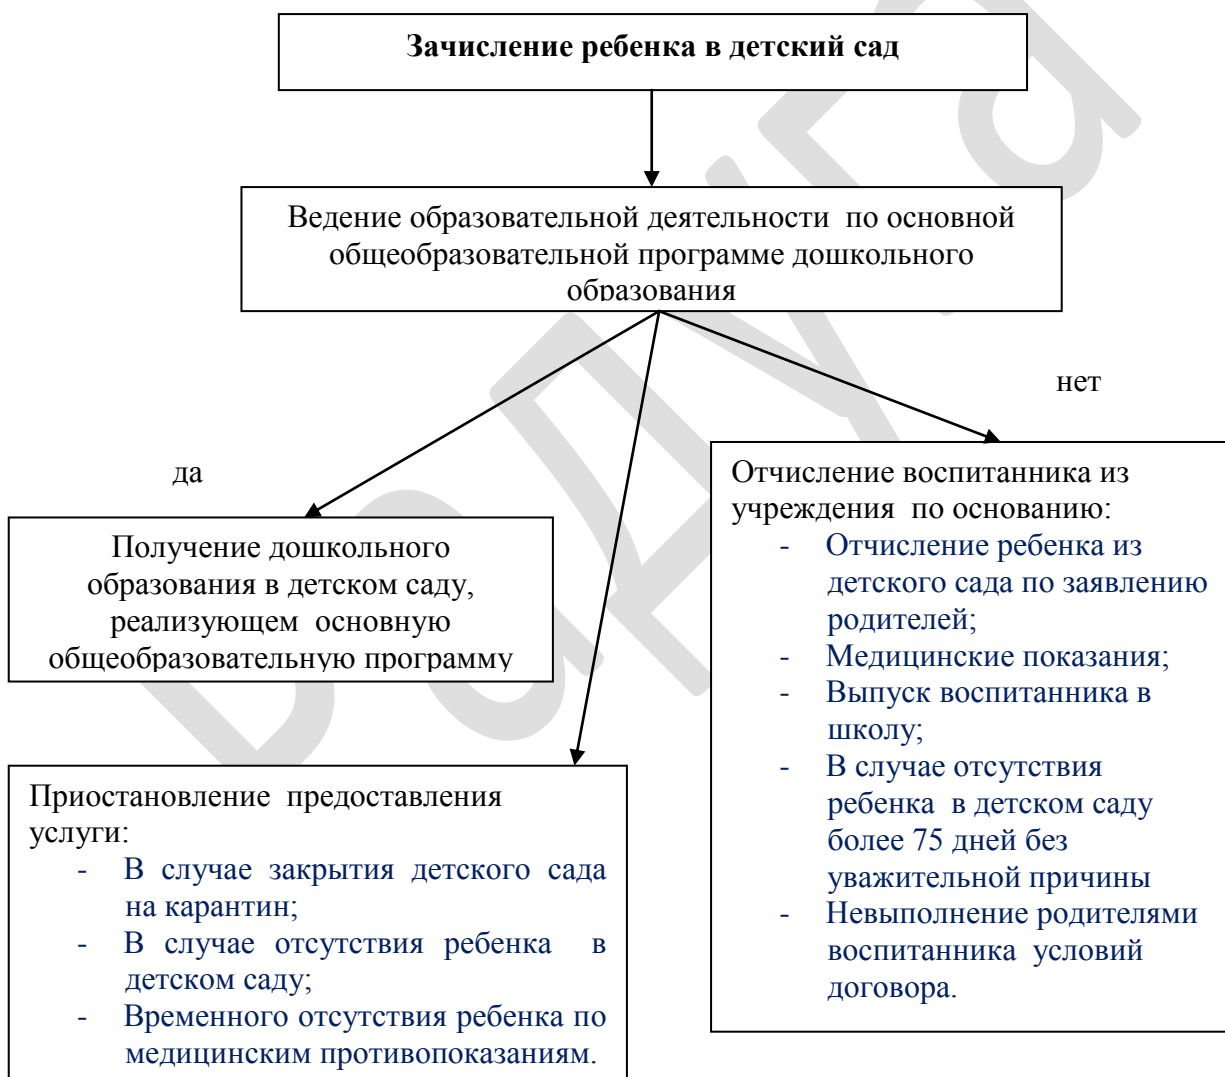 Зачисление ребенка в детский сад
Ведение образовательной деятельности по основной
общеобразовательной программе дошкольного
образования
нет
да
Получение дошкольного
образования в детском саду,
реализующем основную
общеобразовательную программу
Отчисление воспитанника из
учреждения по основанию:
- Отчисление ребенка из
детского сада по заявлению
родителей;
- Медицинские показания;
- Выпуск воспитанника в
школу;
- В случае отсутствия
ребенка в детском саду
более 75 дней без
уважительной причины
- Невыполнение родителями
воспитанника условий
договора.
Приостановление предоставления
услуги:
- В случае закрытия детского сада
на карантин;
- В случае отсутствия ребенка в
детском саду;
- Временного отсутствия ребенка по
медицинским противопоказаниям.